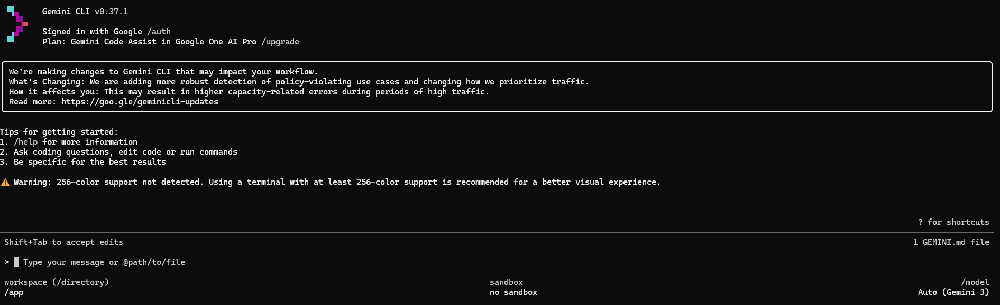 Gemini CLI v0.37.1
Signed in with Google /auth
Plan: Gemini Code Assist in Google One AI Pro /upgrade
We're making changes to Gemini CLI that may impact your workflow.
What's Changing: We are adding more robust detection of policy-violating use cases and changing how we prioritize traffic.
How it affects you: This may result in higher capacity-related errors during periods of high traffic.
Read more: https://goo.gle/geminicli-updates
Tips for getting started:
1. /help for more information
2. Ask coding questions, edit code or run commands
3. Be specific for the best results
⚠ Warning: 256-color support not detected. Using a terminal with at least 256-color support is recommended for a better visual experience.
? for shortcuts
Shift+Tab to accept edits 1 GEMINI.md file
> Type your message or @path/to/file
workspace (/directory) sandbox /model
/app no sandbox Auto (Gemini 3)